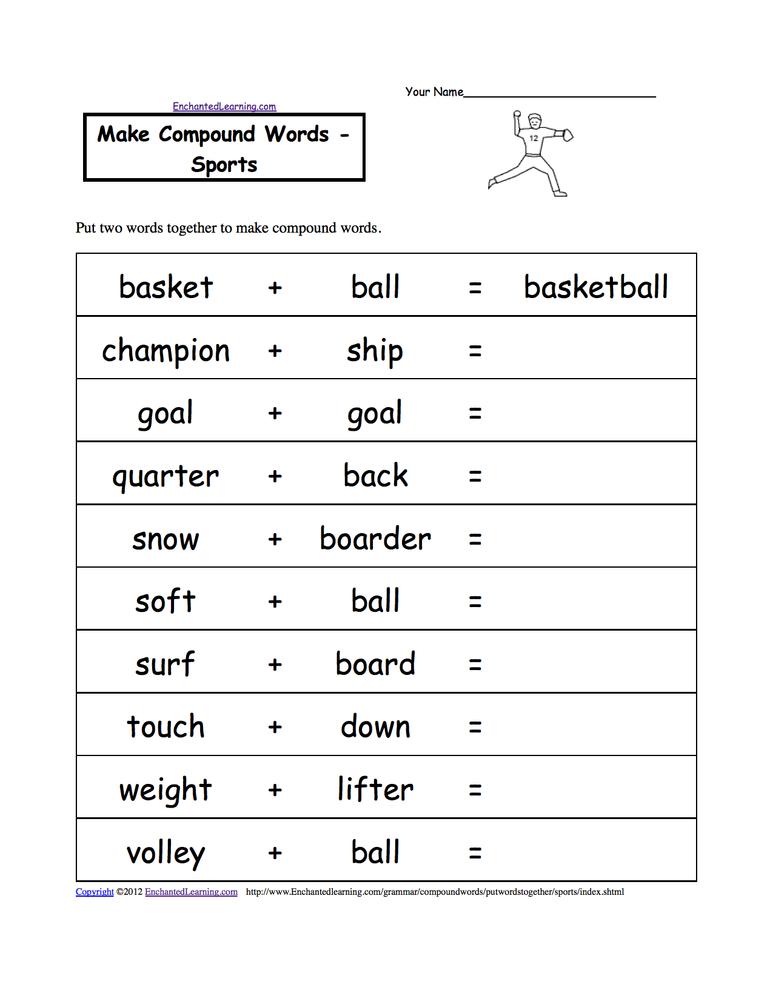 Your Name
EnchantedLearning.com
Make Compound Words -
Sports
12
Put two words together to make compound words.
basket + ball = basketball
champion + ship =
goal + goal =
quarter + back =
snow + boarder =
soft + ball =
surf + board =
touch + down =
weight + lifter =
volley + ball =
Copyright ©2012 EnchantedLearning.com http://www.Enchantedlearning.com/grammar/compoundwords/putwordstogether/sports/index.shtml